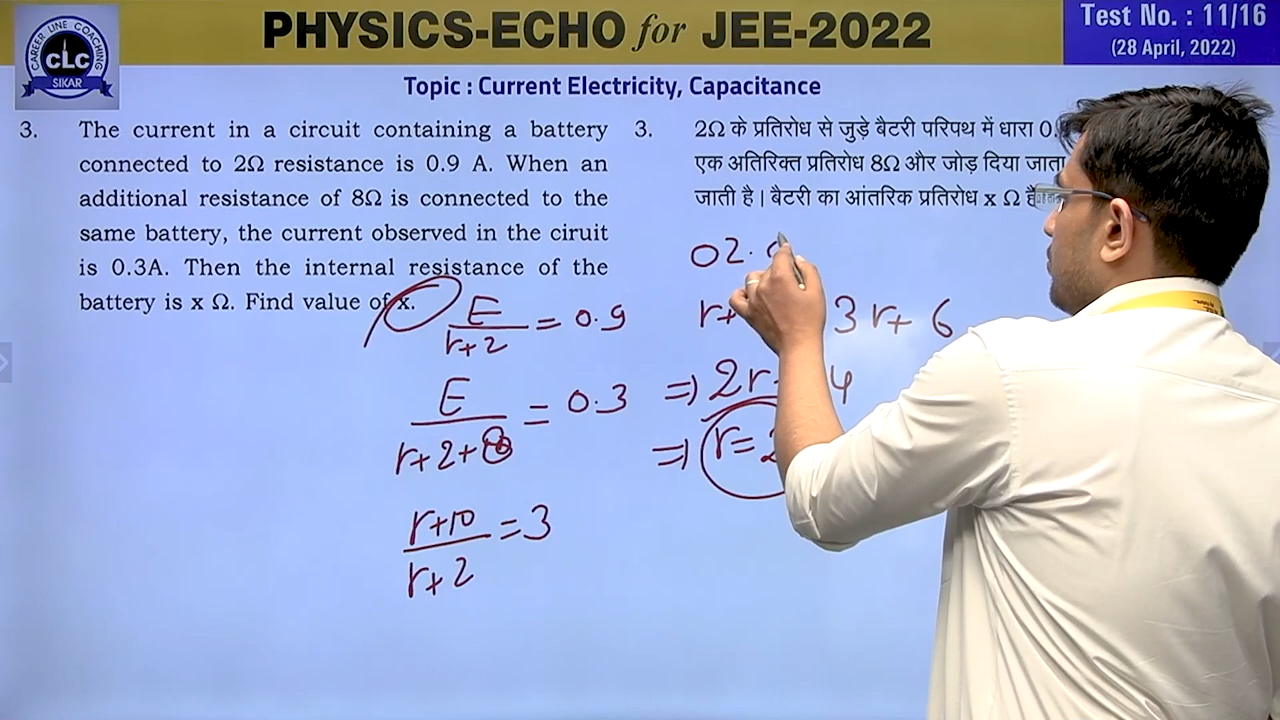 PHYSICS-ECHO for JEE-2022
Test No. : 11/16
(28 April, 2022)
CAREER LINE COACHING
CLC
SIKAR
Topic : Current Electricity, Capacitance
3. The current in a circuit containing a battery
connected to 2Ω resistance is 0.9 A. When an
additional resistance of 8Ω is connected to the
same battery, the current observed in the ciruit
is 0.3A. Then the internal resistance of the
battery is x Ω. Find value of x.
3. 2Ω के प्रतिरोध से जुड़े बैटरी परिपथ में धारा 0.
एक अतिरिक्त प्रतिरोध 8Ω और जोड़ दिया जाता
जाती है। बैटरी का आंतरिक प्रतिरोध x Ω है
E/r+2 = 0.9
E/r+2+8 = 0.3
r+10/r+2 = 3
02.
r+ 3r+6
⇒ 2r 4
⇒ r=2